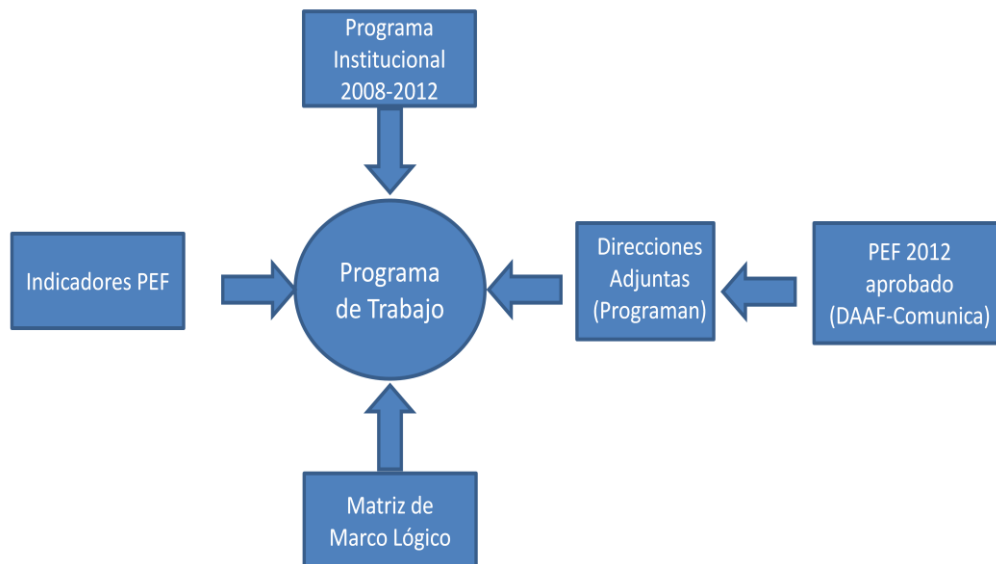 Programa
Institucional
2008-2012
Indicadores PEF
Programa
de Trabajo
Direcciones
Adjuntas
(Programan)
PEF 2012
aprobado
(DAAF-Comunica)
Matriz de
Marco Lógico